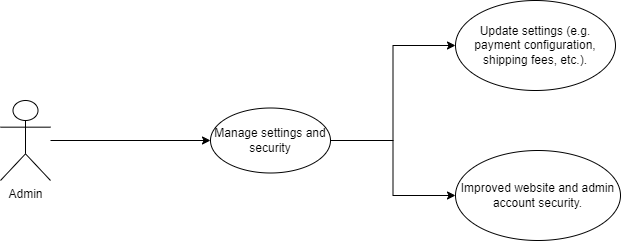 Update settings (e.g.
payment configuration,
shipping fees, etc.).
Manage settings and
security
Admin
Improved website and admin
account security.